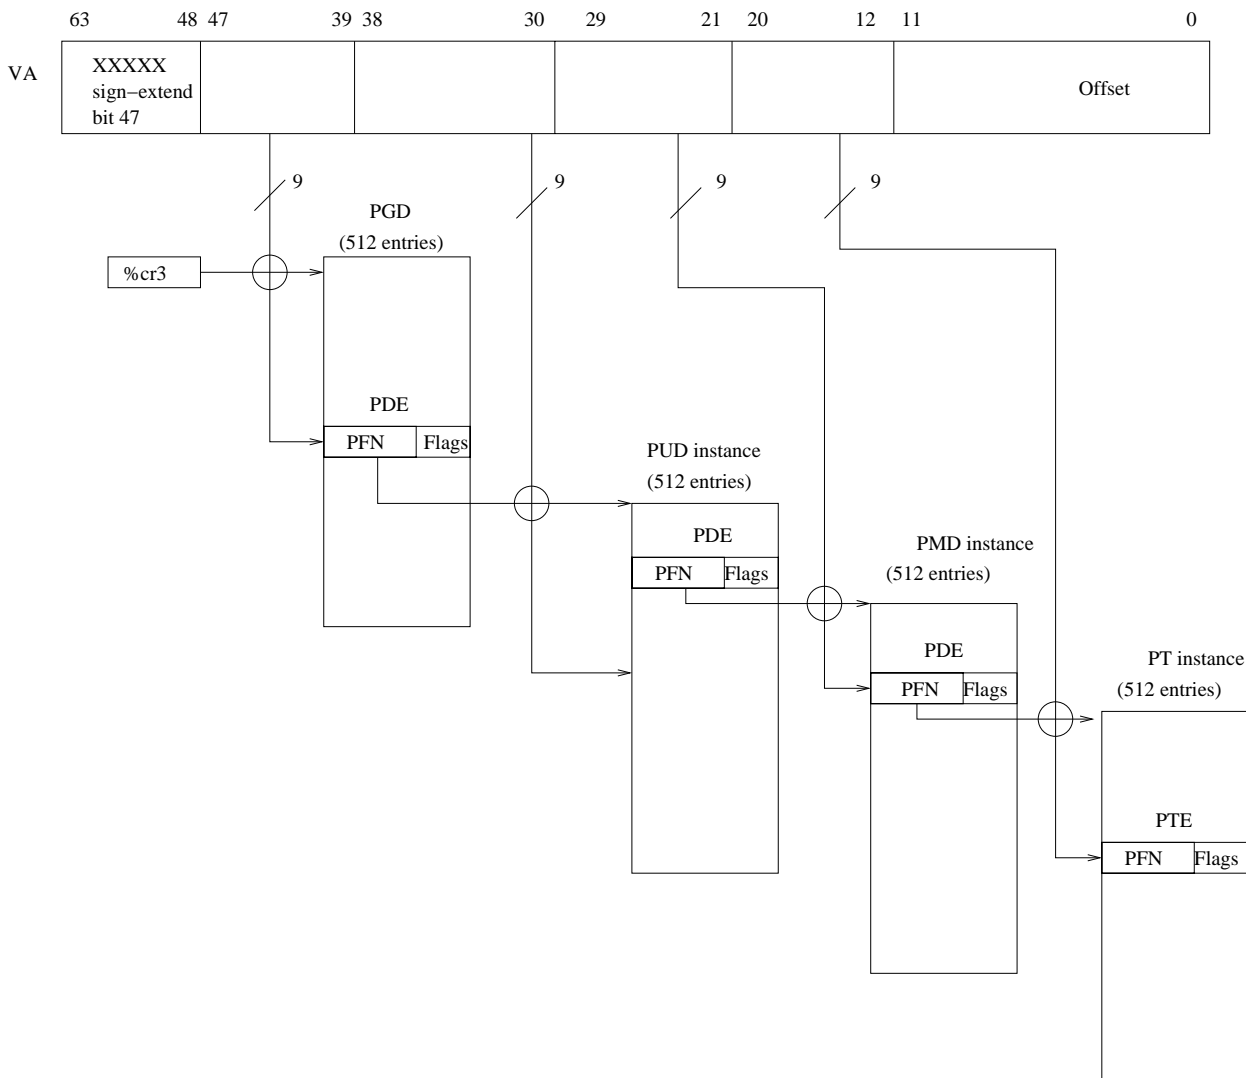 63 48 47 39 38 30 29 21 20 12 11 0
VA
XXXXX
sign−extend
bit 47
Offset
9 9 9 9
PGD
(512 entries)
%cr3
PDE
PFN Flags
PUD instance
(512 entries)
PDE
PFN Flags
PMD instance
(512 entries)
PDE
PFN Flags
PT instance
(512 entries)
PTE
PFN Flags